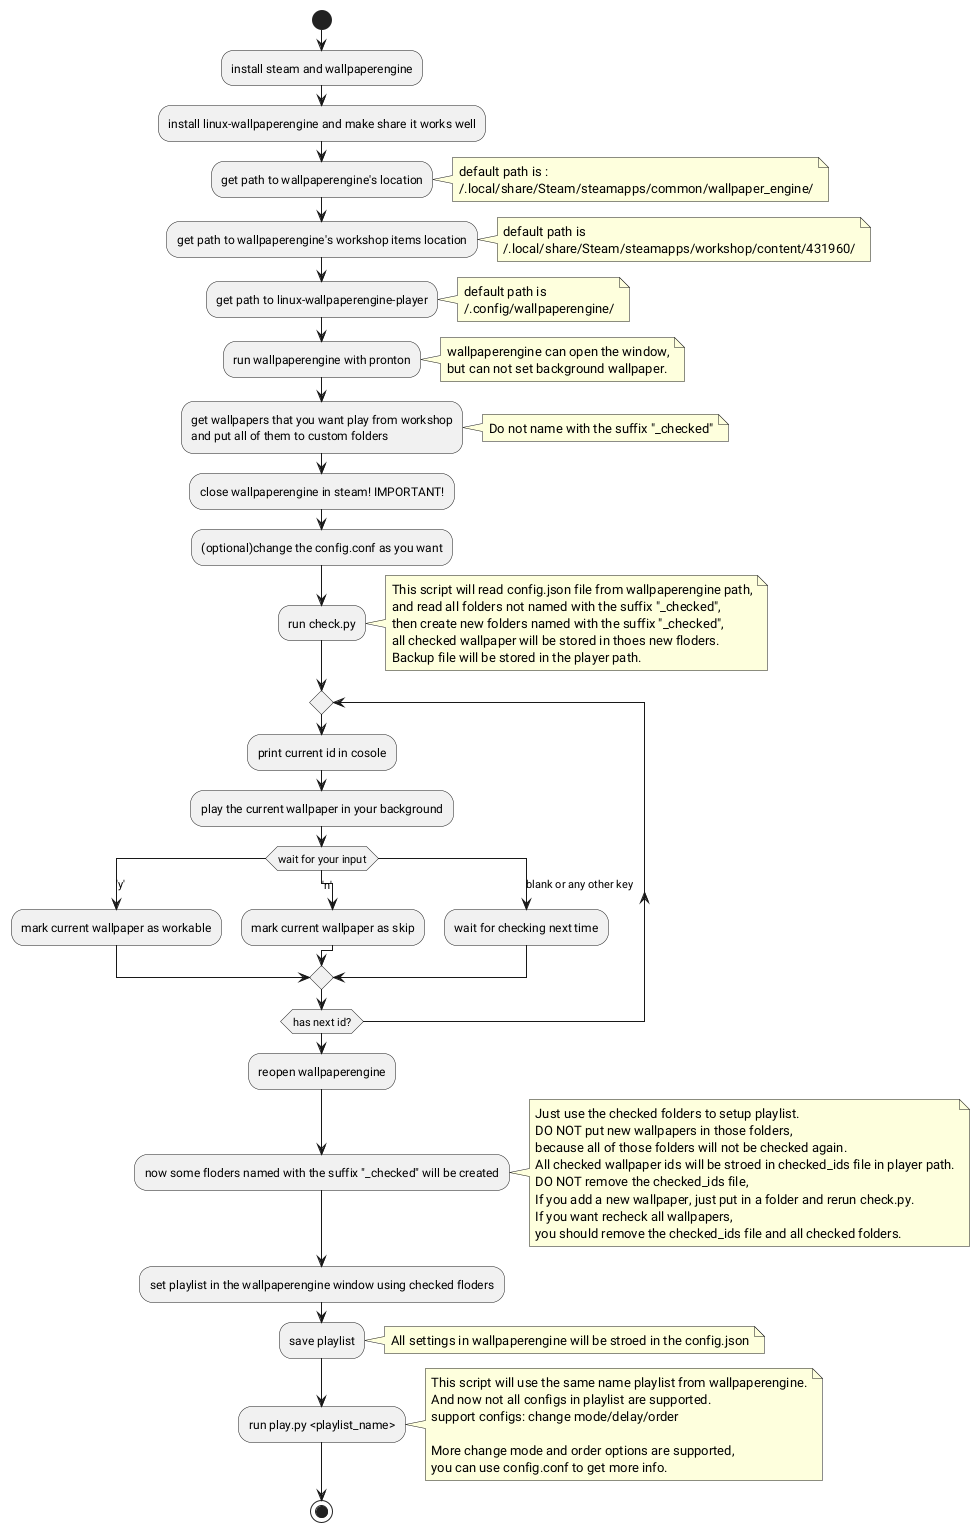 install steam and wallpaperengine
install linux-wallpaperengine and make share it works well
get path to wallpaperengine's location
default path is :
/.local/share/Steam/steamapps/common/wallpaper_engine/
get path to wallpaperengine's workshop items location
default path is
/.local/share/Steam/steamapps/workshop/content/431960/
get path to linux-wallpaperengine-player
default path is
/.config/wallpaperengine/
run wallpaperengine with pronton
wallpaperengine can open the window,
but can not set background wallpaper.
get wallpapers that you want play from workshop
and put all of them to custom folders
Do not name with the suffix "_checked"
close wallpaperengine in steam! IMPORTANT!
(optional)change the config.conf as you want
run check.py
This script will read config.json file from wallpaperengine path,
and read all folders not named with the suffix "_checked",
then create new folders named with the suffix "_checked",
all checked wallpaper will be stored in thoes new floders.
Backup file will be stored in the player path.
print current id in cosole
play the current wallpaper in your background
wait for your input
'y'
'n'
blank or any other key
mark current wallpaper as workable
mark current wallpaper as skip
wait for checking next time
has next id?
reopen wallpaperengine
now some floders named with the suffix "_checked" will be created
Just use the checked folders to setup playlist.
DO NOT put new wallpapers in those folders,
because all of those folders will not be checked again.
All checked wallpaper ids will be stroed in checked_ids file in player path.
DO NOT remove the checked_ids file,
If you add a new wallpaper, just put in a folder and rerun check.py.
If you want recheck all wallpapers,
you should remove the checked_ids file and all checked folders.
set playlist in the wallpaperengine window using checked floders
save playlist
All settings in wallpaperengine will be stroed in the config.json
run play.py <playlist_name>
This script will use the same name playlist from wallpaperengine.
And now not all configs in playlist are supported.
support configs: change mode/delay/order
More change mode and order options are supported,
you can use config.conf to get more info.